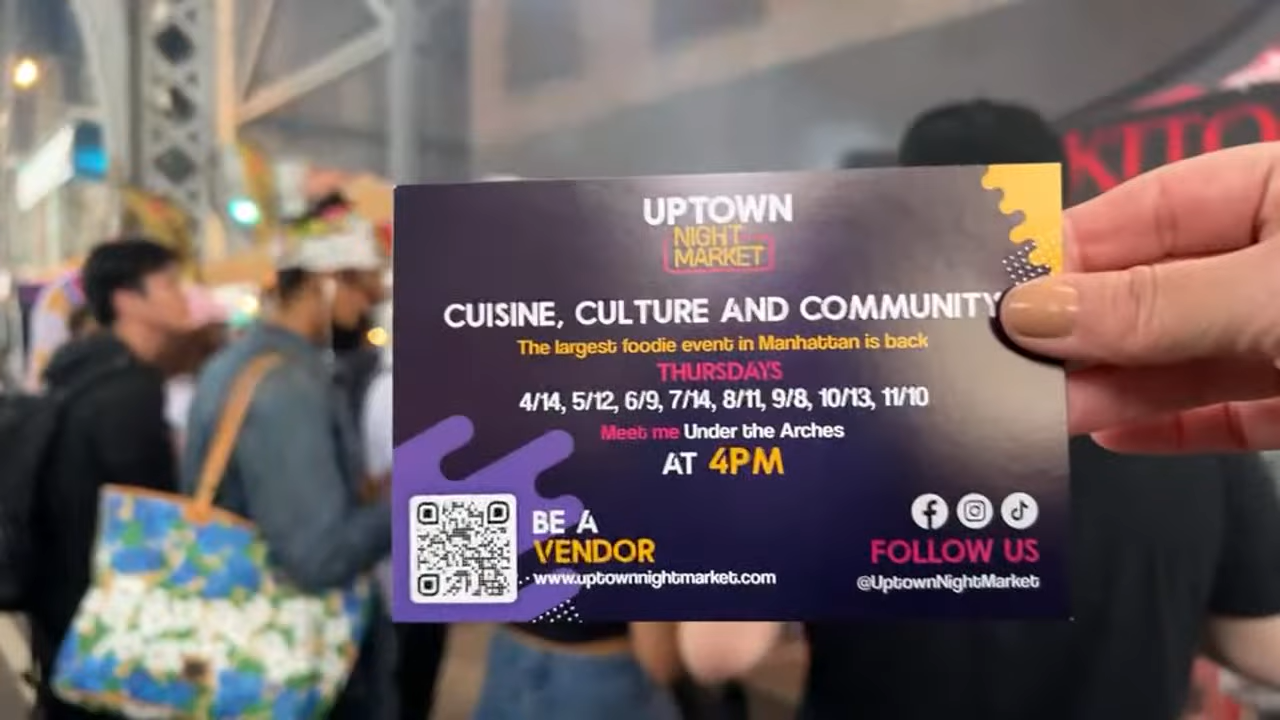 KITO
UPTOWN
NIGHT
MARKET
CUISINE, CULTURE AND COMMUNITY
The largest foodie event in Manhattan is back
THURSDAYS
4/14, 5/12, 6/9, 7/14, 8/11, 9/8, 10/13, 11/10
Meet me Under the Arches
AT 4PM
BE A
VENDOR
www.uptownnightmarket.com
FOLLOW US
@UptownNightMarket